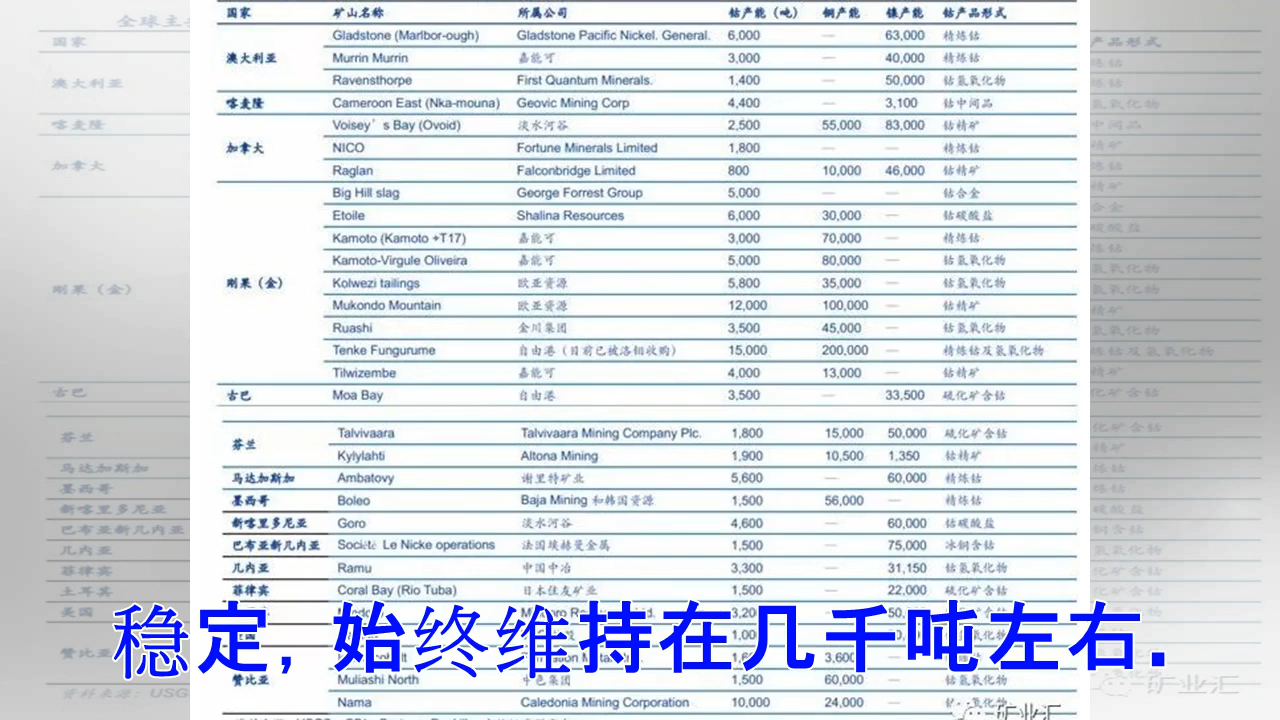 国家 矿山名称 所属公司 钴产能（吨） 铜产能 镍产能 钴产品形式
Gladstone (Marlbor-ough) Gladstone Pacific Nickel. General. 6,000 — 63,000 精炼钴
澳大利亚 Murrin Murrin 嘉能可 3,000 — 40,000 精炼钴
Ravensthorpe First Quantum Minerals. 1,400 — 50,000 钴氢氧化物
喀麦隆 Cameroon East (Nka-mouna) Geovic Mining Corp 4,400 — 3,100 钴中间品
Voisey’s Bay (Ovoid) 淡水河谷 2,500 55,000 83,000 钴精矿
加拿大 NICO Fortune Minerals Limited 1,800 — — 精炼钴
Raglan Falconbridge Limited 800 10,000 46,000 钴精矿
Big Hill slag George Forrest Group 5,000 — — 钴合金
Etoile Shalina Resources 6,000 30,000 — 钴碳酸盐
Kamoto (Kamoto +T17) 嘉能可 3,000 70,000 — 精炼钴
Kamoto-Virgule Oliveira 嘉能可 5,000 80,000 — 钴氢氧化物
刚果（金） Kolwezi tailings 欧亚资源 5,800 35,000 — 钴氢氧化物
Mukondo Mountain 欧亚资源 12,000 100,000 — 钴精矿
Ruashi 金川集团 3,500 45,000 — 钴氢氧化物
Tenke Fungurume 自由港（目前已被洛钼收购） 15,000 200,000 — 精炼钴及氢氧化物
Tilwizembe 嘉能可 4,000 13,000 — 钴精矿
古巴 Moa Bay 自由港 3,500 — 33,500 硫化矿含钴
芬兰 Talvivaara Talvivaara Mining Company Plc. 1,800 15,000 50,000 硫化矿含钴
Kylylahti Altona Mining 1,900 10,500 1,350 钴精矿
马达加斯加 Ambatovy 谢里特矿业 5,600 — 60,000 精炼钴
墨西哥 Boleo Baja Mining 和韩国资源 1,500 56,000 — 精炼钴
新喀里多尼亚 Goro 淡水河谷 4,600 — 60,000 钴碳酸盐
巴布亚新几内亚 Societe Le Nicke operations 法国埃赫曼金属 1,500 — 75,000 冰铜含钴
几内亚 Ramu 中国中冶 3,300 — 31,150 钴氢氧化物
菲律宾 Coral Bay (Rio Tuba) 日本住友矿业 1,500 — 22,000 硫化矿含钴
稳定, 始终维持在几千吨左右.
赞比亚 Muliashi North 1,500 60,000 — 钴氢氧化物
Nama Caledonia Mining Corporation 10,000 24,000 —
矿业汇